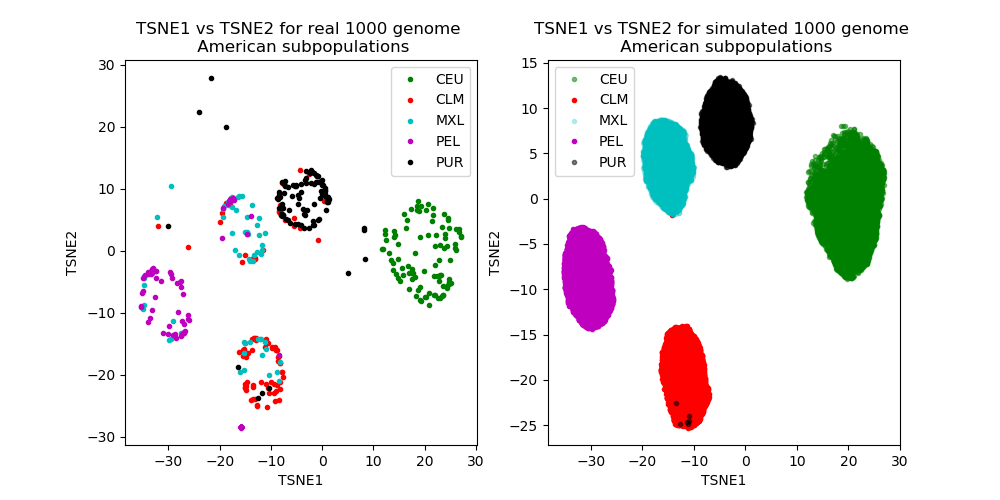 TSNE1 vs TSNE2 for real 1000 genome
American subpopulations
30
20
10
0
−10
−20
−30
TSNE2
−30
−20
−10
0
10
20
30
TSNE1
CEU
CLM
MXL
PEL
PUR
TSNE1 vs TSNE2 for simulated 1000 genome
American subpopulations
15
10
5
0
−5
−10
−15
−20
−25
TSNE2
−30
−20
−10
0
10
20
30
TSNE1
CEU
CLM
MXL
PEL
PUR